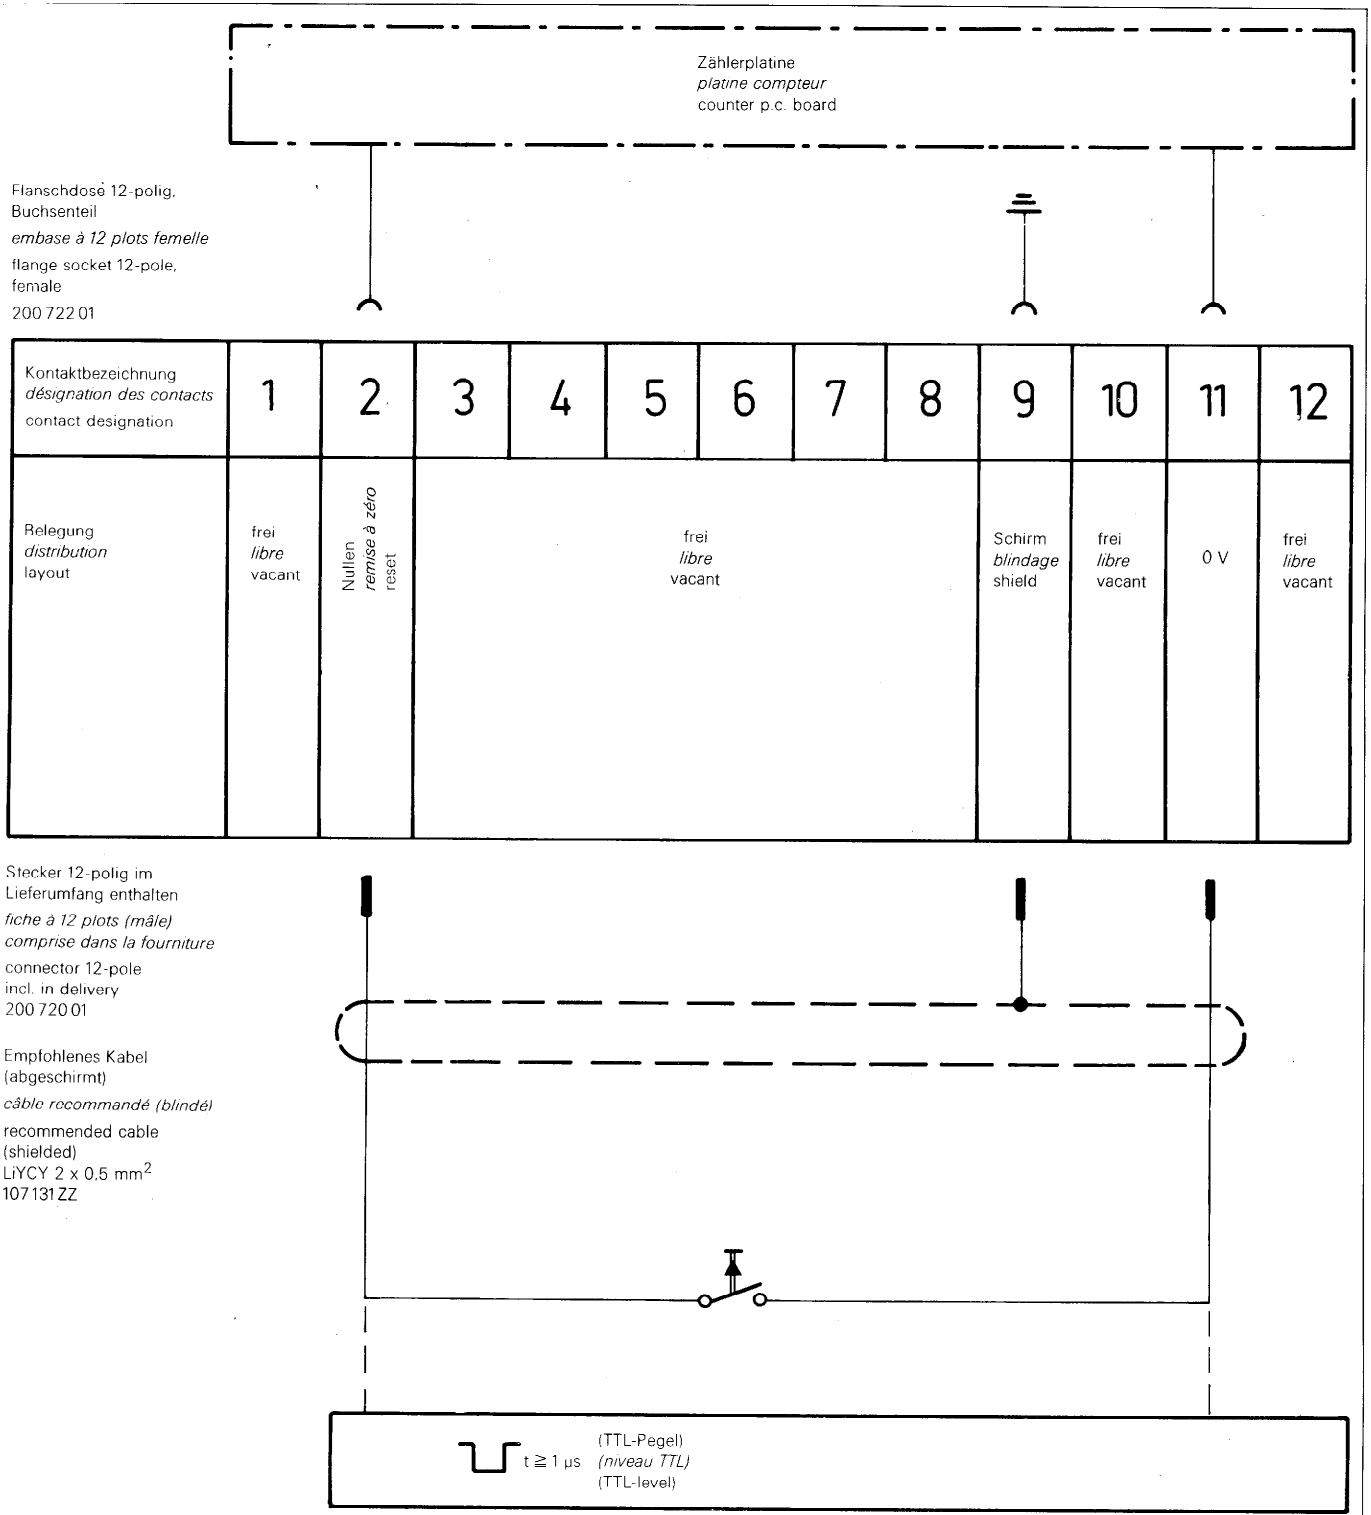 Zählerplatine
platine compteur
counter p.c. board
Flanschdose 12-polig,
Buchsenteil
embase à 12 plots femelle
flange socket 12-pole,
female
200 722 01
Kontaktbezeichnung
désignation des contacts
contact designation
1 2 3 4 5 6 7 8 9 10 11 12
Belegung
distribution
layout
frei
libre
vacant
Nullen
remise à zéro
reset
frei
libre
vacant
Schirm
blindage
shield
frei
libre
vacant
0 V
frei
libre
vacant
Stecker 12-polig im
Lieferumfang enthalten
fiche à 12 plots (mâle)
comprise dans la fourniture
connector 12-pole
incl. in delivery
200 720 01
Empfohlenes Kabel
(abgeschirmt)
câble recommandé (blindé)
recommended cable
(shielded)
LiYCY 2 x 0,5 mm²
107 131 ZZ
t ≧ 1 µs
(TTL-Pegel)
(niveau TTL)
(TTL-level)